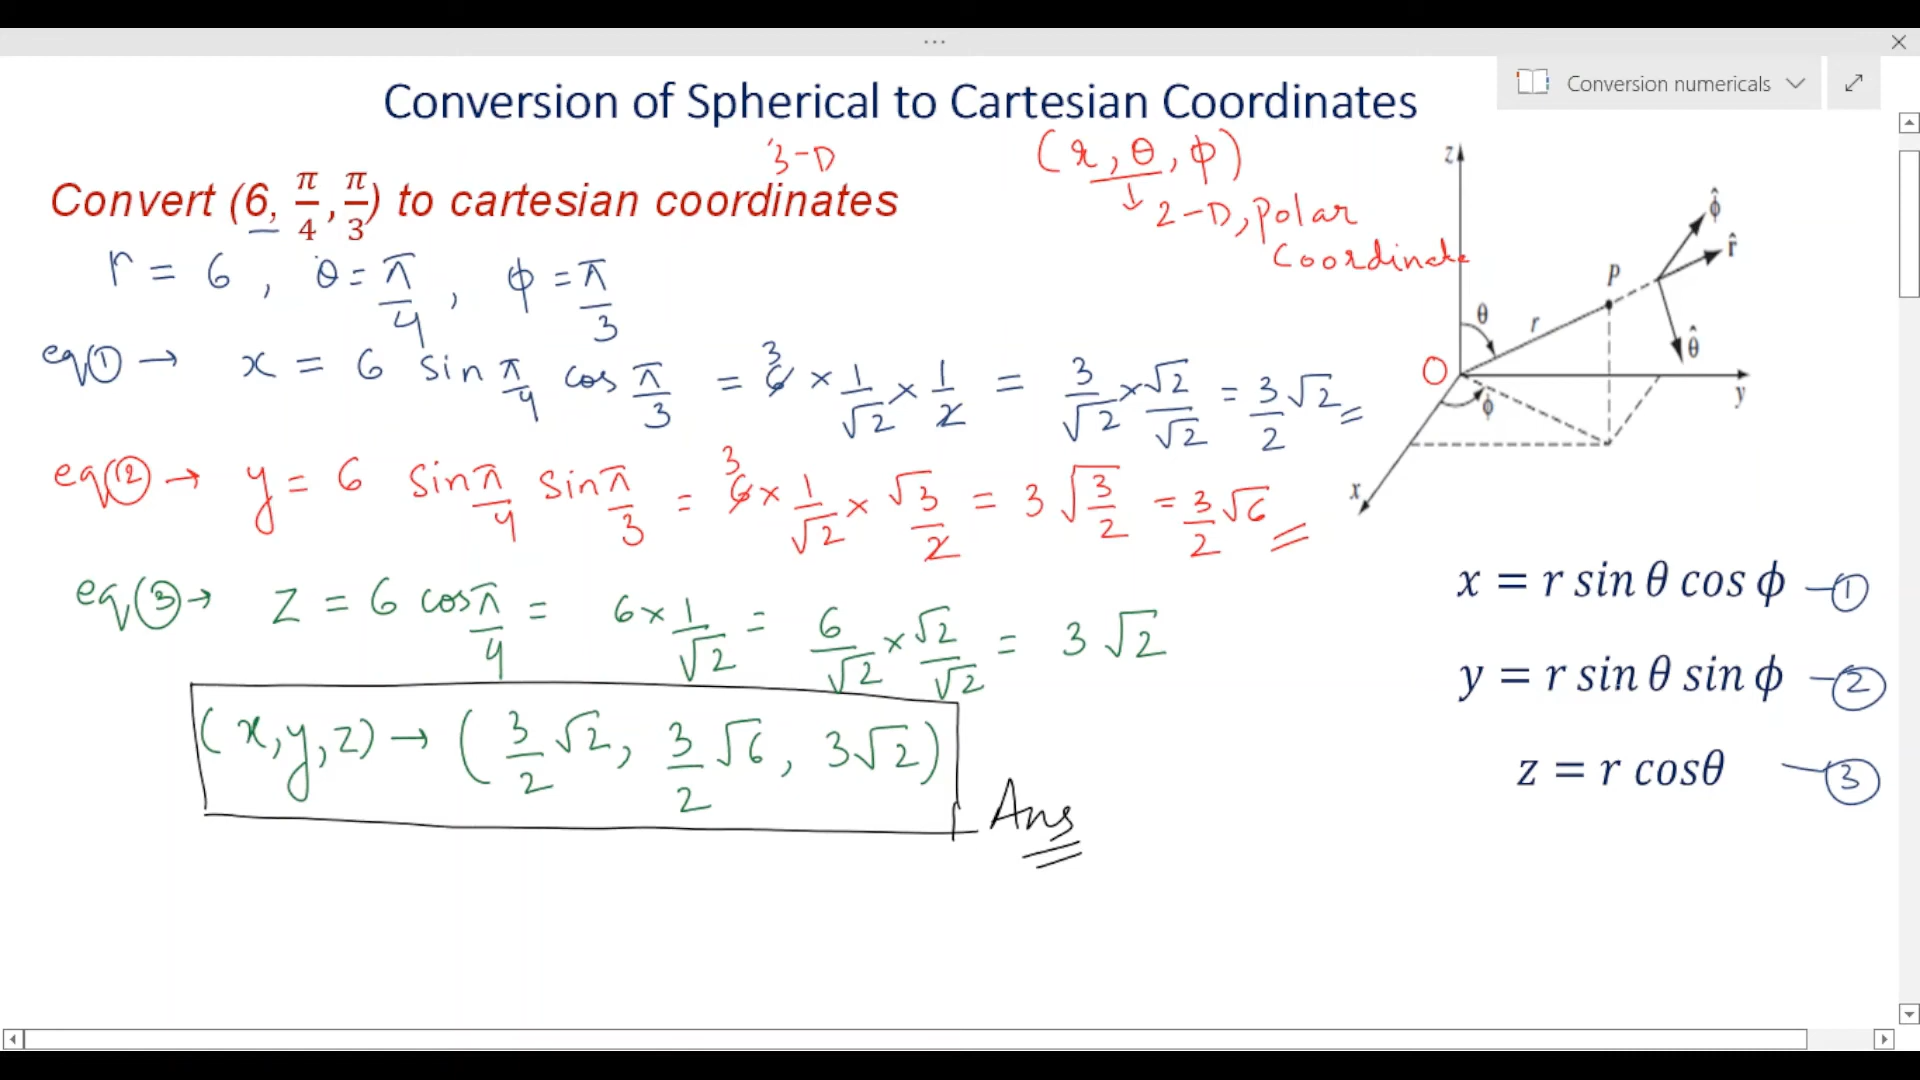 Conversion numericals
Conversion of Spherical to Cartesian Coordinates
3-D
(r, θ, ϕ)
Convert (6, π/4, π/3) to cartesian coordinates
↓ 2-D, polar
Coordinate
r = 6, θ = π/4, ϕ = π/3
eq① → x = 6 sin π/4 cos π/3 = 6 3 × 1/√2 × 1/2 = 3/√2 × √2/√2 = 3/2 √2
eq② → y = 6 sin π/4 sin π/3 = 6 3 × 1/√2 × √3/2 = 3 √3/2 = 3/2 √6
eq③ → z = 6 cos π/4 = 6 × 1/√2 = 6/√2 × √2/√2 = 3√2
(x, y, z) → (3/2 √2, 3/2 √6, 3√2)
Ans
z
ϕ̂
r̂
P
θ
r
θ̂
O
ϕ
y
x
x = r sin θ cos ϕ — ①
y = r sin θ sin ϕ — ②
z = r cosθ — ③